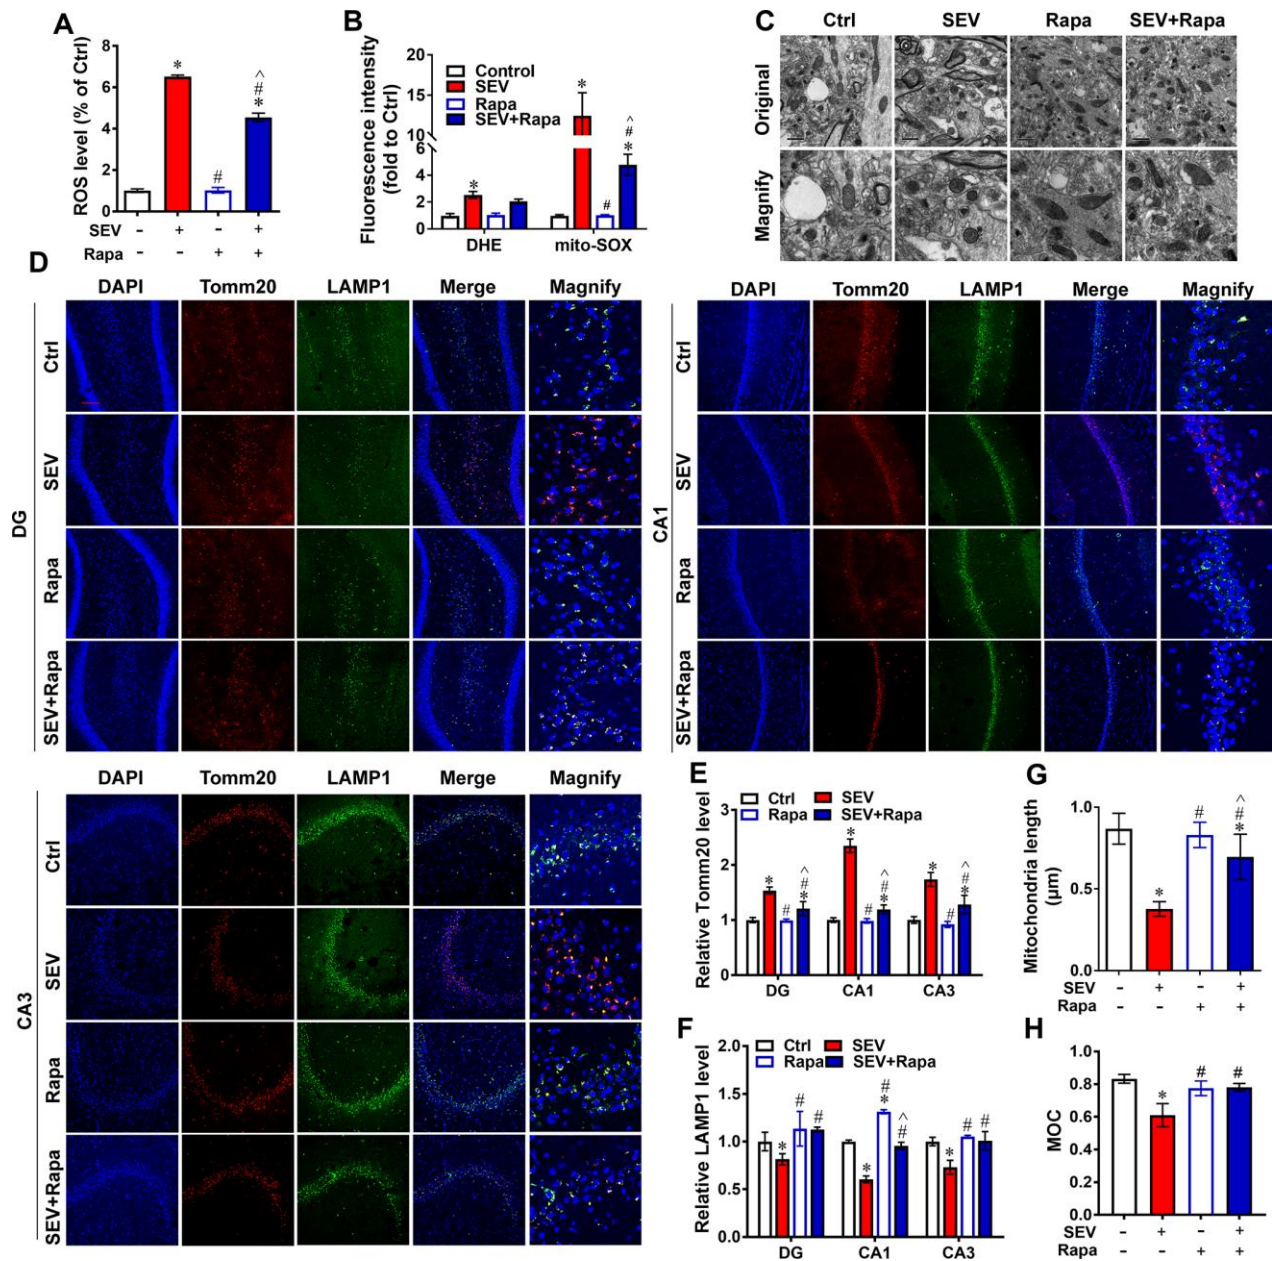 A
ROS level (% of Ctrl)
8
6
4
2
0
*
#
^
#
*
SEV - + - +
Rapa - - + +
B
Fluorescence intensity
(fold to Ctrl)
20
15
10
6
4
2
0
Control
SEV
Rapa
SEV+Rapa
*
*
#
^
#
*
DHE mito-SOX
C
Ctrl SEV Rapa SEV+Rapa
Original
Magnify
D
DAPI Tomm20 LAMP1 Merge Magnify
DG
Ctrl
SEV
Rapa
SEV+Rapa
DAPI Tomm20 LAMP1 Merge Magnify
CA1
Ctrl
SEV
Rapa
SEV+Rapa
DAPI Tomm20 LAMP1 Merge Magnify
CA3
Ctrl
SEV
Rapa
SEV+Rapa
E
Relative Tomm20 level
Ctrl SEV
Rapa SEV+Rapa
3
2
1
0
* # ^#* * # ^#* * # ^#*
DG CA1 CA3
F
Relative LAMP1 level
Ctrl SEV
Rapa SEV+Rapa
2.0
1.5
1.0
0.5
0.0
* # # * #* ^# * # #
DG CA1 CA3
G
Mitochondria length
(μm)
1.0
0.5
0.0
*
#
^
#
*
SEV - + - +
Rapa - - + +
H
MOC
1.0
0.8
0.6
0.4
0.2
0.0
*
#
#
SEV - + - +
Rapa - - + +